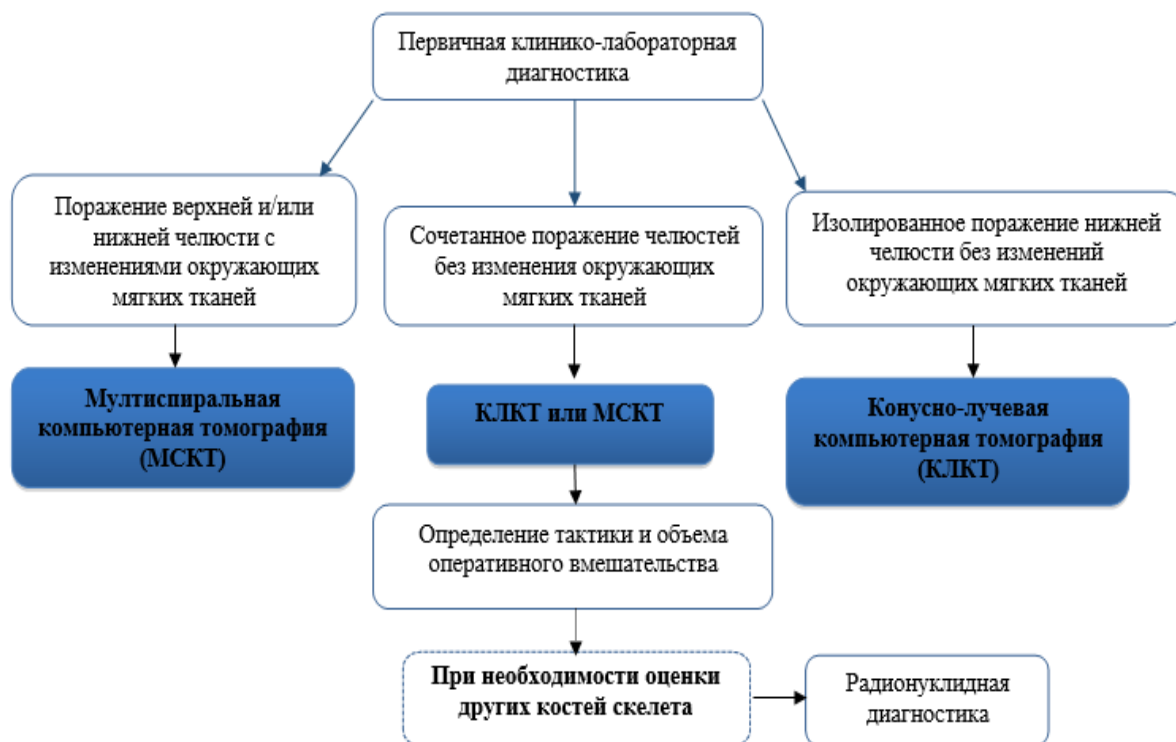 Первичная клинико-лабораторная
диагностика
Поражение верхней и/или
нижней челюсти с
изменениями окружающих
мягких тканей
Сочетанное поражение челюстей
без изменения окружающих
мягких тканей
Изолированное поражение нижней
челюсти без изменений
окружающих мягких тканей
Мултиспиральная
компьютерная томография
(МСКТ)
КЛКТ или МСКТ
Конусно-лучевая
компьютерная томография
(КЛКТ)
Определение тактики и объема
оперативного вмешательства
При необходимости оценки
других костей скелета
Радионуклидная
диагностика